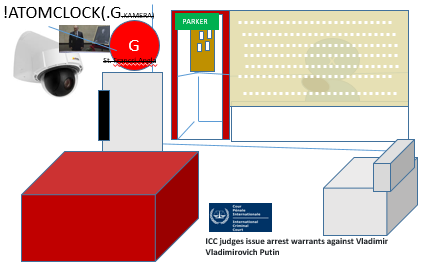 !ATOMCLOCK(.G.KAMERA)
PARKER
G
Cour
Pénale
Internationale
International
Criminal
Court
ICC judges issue arrest warrants against Vladimir
Vladimirovich Putin